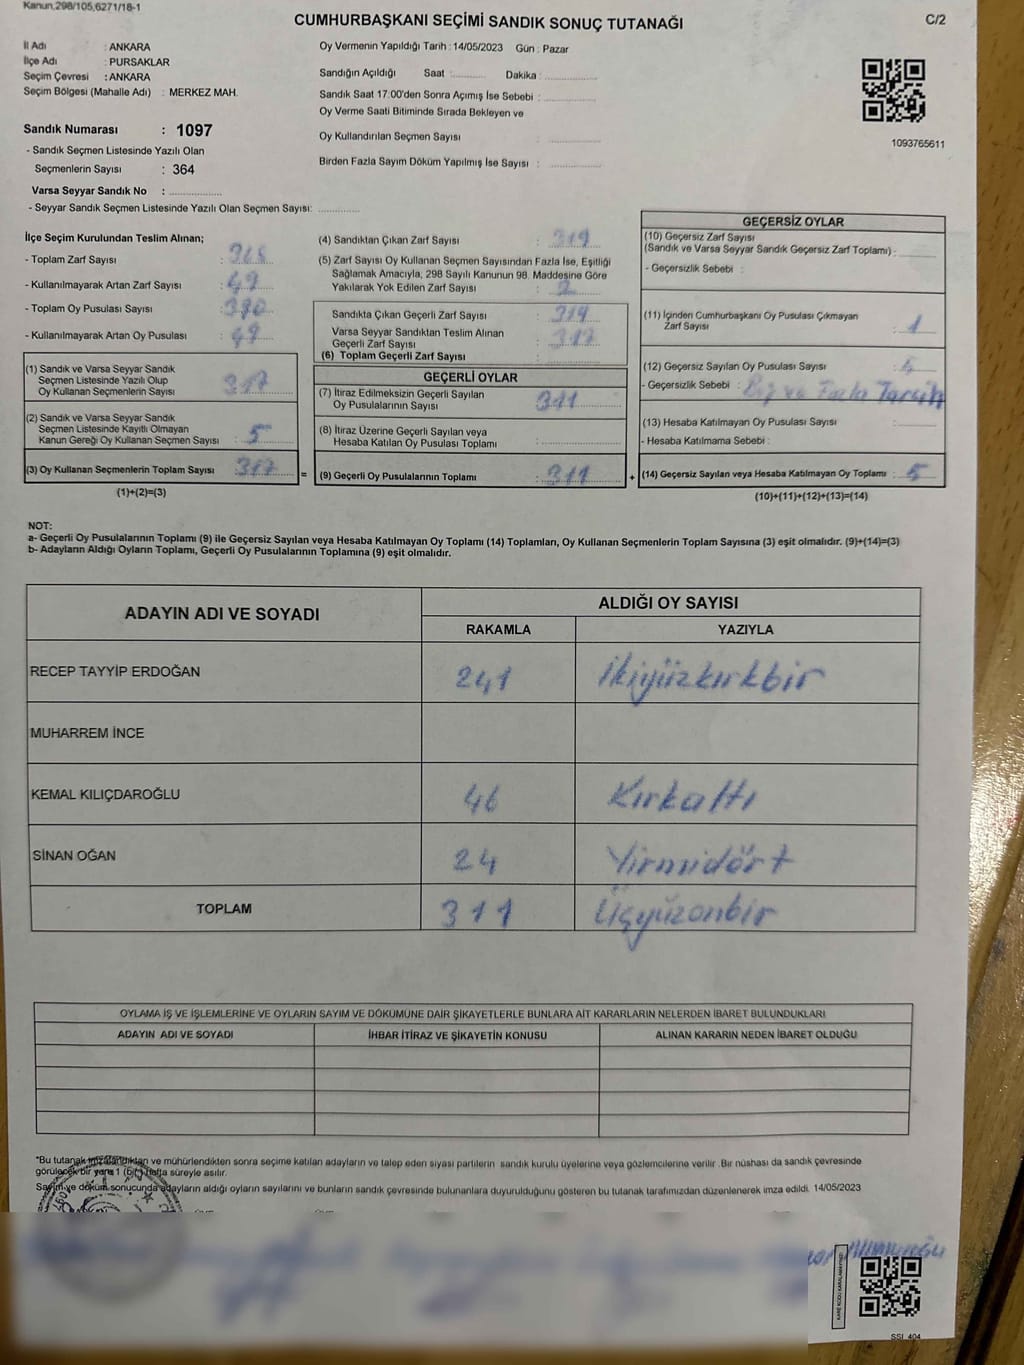 Kanun,298/105,6271/18-1
CUMHURBAŞKANI SEÇİMİ SANDIK SONUÇ TUTANAĞI
C/2
İl Adı : ANKARA
İlçe Adı : PURSAKLAR
Seçim Çevresi : ANKARA
Seçim Bölgesi (Mahalle Adı) : MERKEZ MAH.
Sandık Numarası : 1097
- Sandık Seçmen Listesinde Yazılı Olan
Seçmenlerin Sayısı : 364
Varsa Seyyar Sandık No :
- Seyyar Sandık Seçmen Listesinde Yazılı Olan Seçmen Sayısı:
Oy Vermenin Yapıldığı Tarih : 14/05/2023 Gün : Pazar
Sandığın Açıldığı Saat : Dakika :
Sandık Saat 17:00'den Sonra Açımış İse Sebebi :
Oy Verme Saati Bitiminde Sırada Bekleyen ve
Oy Kullandırılan Seçmen Sayısı :
Birden Fazla Sayım Döküm Yapılmış İse Sayısı :
1093765611
İlçe Seçim Kurulundan Teslim Alınan;
- Toplam Zarf Sayısı :
- Kullanılmayarak Artan Zarf Sayısı : 49
- Toplam Oy Pusulası Sayısı :
- Kullanılmayarak Artan Oy Pusulası : 49
(1) Sandık ve Varsa Seyyar Sandık
Seçmen Listesinde Yazılı Olup
Oy Kullanan Seçmenlerin Sayısı : 317
(2) Sandık ve Varsa Seyyar Sandık
Seçmen Listesinde Kayıtlı Olmayan
Kanun Gereği Oy Kullanan Seçmen Sayısı : 5
(3) Oy Kullanan Seçmenlerin Toplam Sayısı : 317 =
(1)+(2)=(3)
(4) Sandıktan Çıkan Zarf Sayısı : 319
(5) Zarf Sayısı Oy Kullanan Seçmen Sayısından Fazla İse, Eşitliği
Sağlamak Amacıyla, 298 Sayılı Kanunun 98. Maddesine Göre
Yakılarak Yok Edilen Zarf Sayısı : 2
Sandıkta Çıkan Geçerli Zarf Sayısı : 319
Varsa Seyyar Sandıktan Teslim Alınan
Geçerli Zarf Sayısı : 317
(6) Toplam Geçerli Zarf Sayısı :
GEÇERLİ OYLAR
(7) İtiraz Edilmeksizin Geçerli Sayılan
Oy Pusulalarının Sayısı : 311
(8) İtiraz Üzerine Geçerli Sayılan veya
Hesaba Katılan Oy Pusulası Toplamı :
(9) Geçerli Oy Pusulalarının Toplamı : 311 +
GEÇERSİZ OYLAR
(10) Geçersiz Zarf Sayısı
(Sandık ve Varsa Seyyar Sandık Geçersiz Zarf Toplamı) :
- Geçersizlik Sebebi :
(11) İçinden Cumhurbaşkanı Oy Pusulası Çıkmayan
Zarf Sayısı : 1
(12) Geçersiz Sayılan Oy Pusulası Sayısı :
- Geçersizlik Sebebi : ve Fazla
(13) Hesaba Katılmayan Oy Pusulası Sayısı :
- Hesaba Katılmama Sebebi :
(14) Geçersiz Sayılan veya Hesaba Katılmayan Oy Toplamı : 5
(10)+(11)+(12)+(13)=(14)
NOT:
a- Geçerli Oy Pusulalarının Toplamı (9) ile Geçersiz Sayılan veya Hesaba Katılmayan Oy Toplamı (14) Toplamları, Oy Kullanan Seçmenlerin Toplam Sayısına (3) eşit olmalıdır. (9)+(14)=(3)
b- Adayların Aldığı Oyların Toplamı, Geçerli Oy Pusulalarının Toplamına (9) eşit olmalıdır.
ADAYIN ADI VE SOYADI ALDIĞI OY SAYISI
RAKAMLA YAZIYLA
RECEP TAYYİP ERDOĞAN 241 İkiyüzkırkbir
MUHARREM İNCE
KEMAL KILIÇDAROĞLU 46 Kırkaltı
SİNAN OĞAN 24 Yirmidört
TOPLAM 311 Üçyüzonbir
OYLAMA İŞ VE İŞLEMLERİNE VE OYLARIN SAYIM VE DÖKÜMÜNE DAİR ŞİKAYETLERLE BUNLARA AİT KARARLARIN NELERDEN İBARET BULUNDUKLARI
ADAYIN ADI VE SOYADI İHBAR İTİRAZ VE ŞİKAYETİN KONUSU ALINAN KARARIN NEDEN İBARET OLDUĞU
*Bu tutanak imzalandıktan ve mühürlendikten sonra seçime katılan adayların ve talep eden siyasi partilerin sandık kurulu üyelerine veya gözlemcilerine verilir .Bir nüshası da sandık çevresinde
görülecek bir yere 1 (bir) hafta süreyle asılır.
Sayım ve döküm sonucunda adayların aldığı oyların sayılarını ve bunların sandık çevresinde bulunanlara duyurulduğunu gösteren bu tutanak tarafımızdan düzenlenerek imza edildi. 14/05/2023
SSI_404